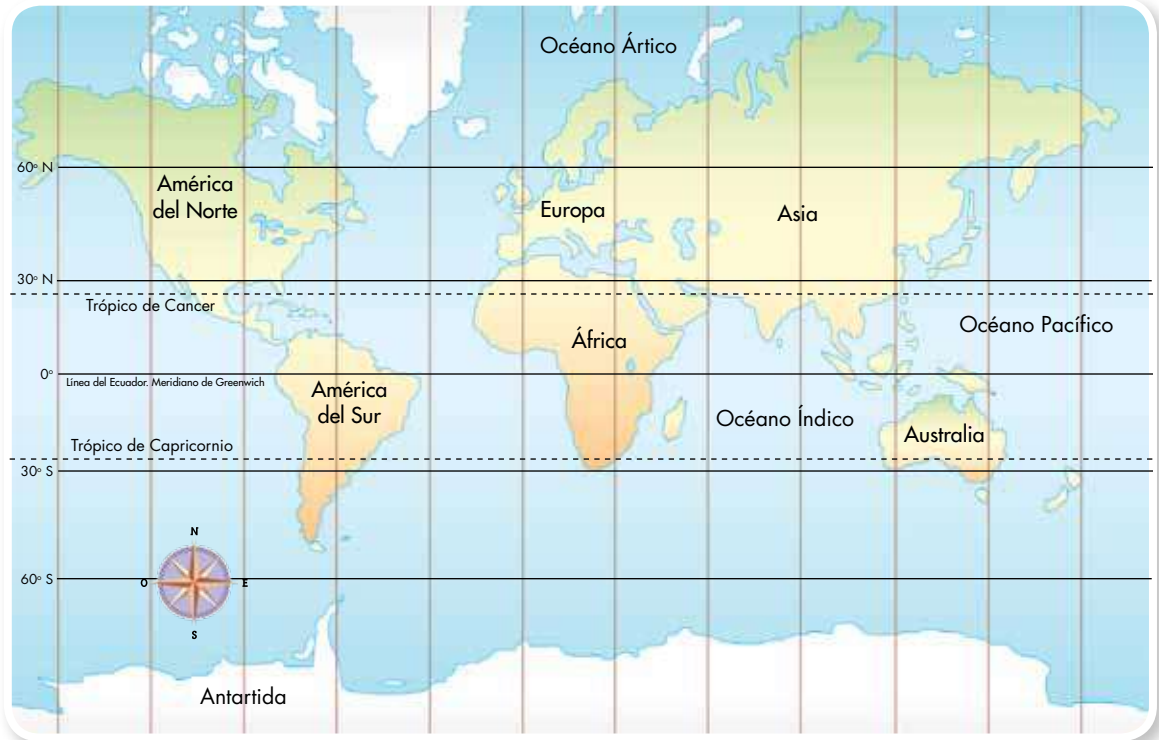 Océano Ártico
60° N
América
del Norte
Europa
Asia
30° N
Trópico de Cancer
Océano Pacífico
África
0°
Línea del Ecuador. Meridiano de Greenwich
América
del Sur
Océano Índico
Australia
Trópico de Capricornio
30° S
N
60° S
O
E
S
Antartida